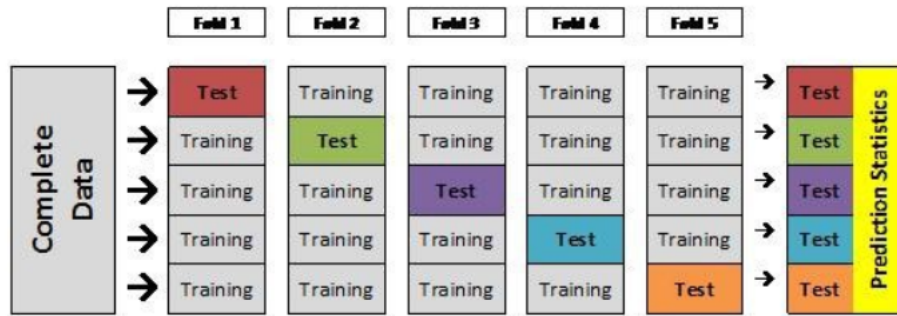 Fold 1 Fold 2 Fold 3 Fold 4 Fold 5
Complete Data
Test Training Training Training Training Test
Training Test Training Training Training Test
Training Training Test Training Training Test
Training Training Training Test Training Test
Training Training Training Training Test Test
Prediction Statistics